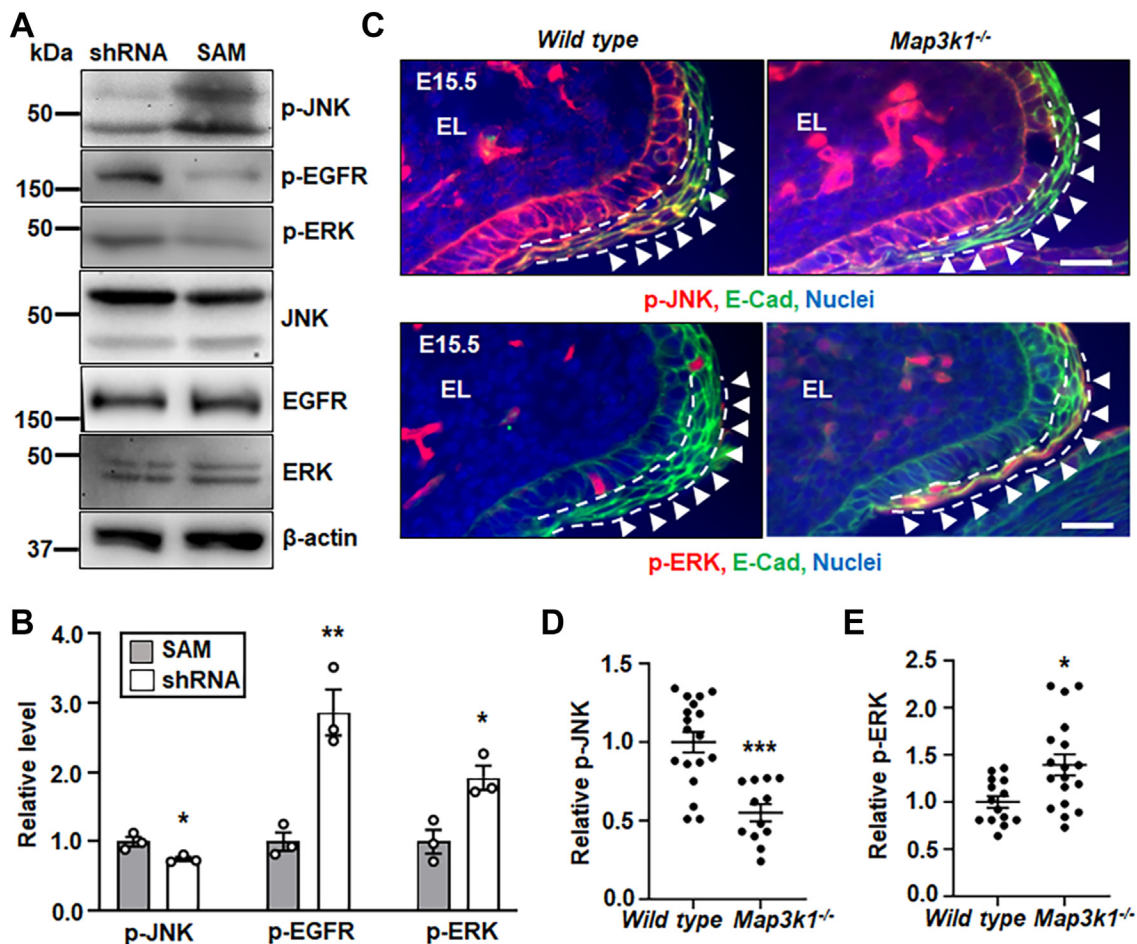 A
kDa shRNA SAM
50 p-JNK
150 p-EGFR
50 p-ERK
50 JNK
150 EGFR
50 ERK
37 β-actin
C
Wild type Map3k1-/-
E15.5
EL EL
p-JNK, E-Cad, Nuclei
E15.5
EL EL
p-ERK, E-Cad, Nuclei
B
Relative level
4.0
3.0
2.0
1.0
0.0
SAM
shRNA
*
**
*
p-JNK p-EGFR p-ERK
D
Relative p-JNK
1.5
1.0
0.5
0.0
***
Wild type Map3k1-/-
E
Relative p-ERK
2.5
2.0
1.5
1.0
0.5
0.0
*
Wild type Map3k1-/-